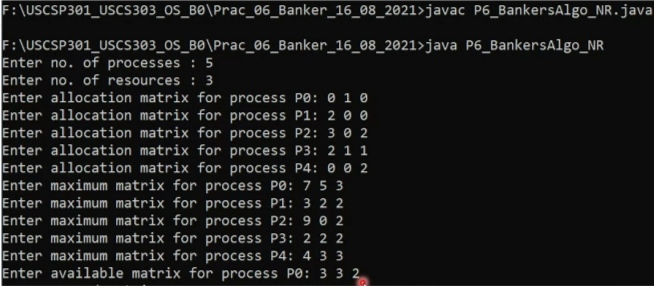 F:\USCSP301_USCS303_OS_B0\Prac_06_Banker_16_08_2021>javac P6_BankersAlgo_NR.java
F:\USCSP301_USCS303_OS_B0\Prac_06_Banker_16_08_2021>java P6_BankersAlgo_NR
Enter no. of processes : 5
Enter no. of resources : 3
Enter allocation matrix for process P0: 0 1 0
Enter allocation matrix for process P1: 2 0 0
Enter allocation matrix for process P2: 3 0 2
Enter allocation matrix for process P3: 2 1 1
Enter allocation matrix for process P4: 0 0 2
Enter maximum matrix for process P0: 7 5 3
Enter maximum matrix for process P1: 3 2 2
Enter maximum matrix for process P2: 9 0 2
Enter maximum matrix for process P3: 2 2 2
Enter maximum matrix for process P4: 4 3 3
Enter available matrix for process P0: 3 3 2